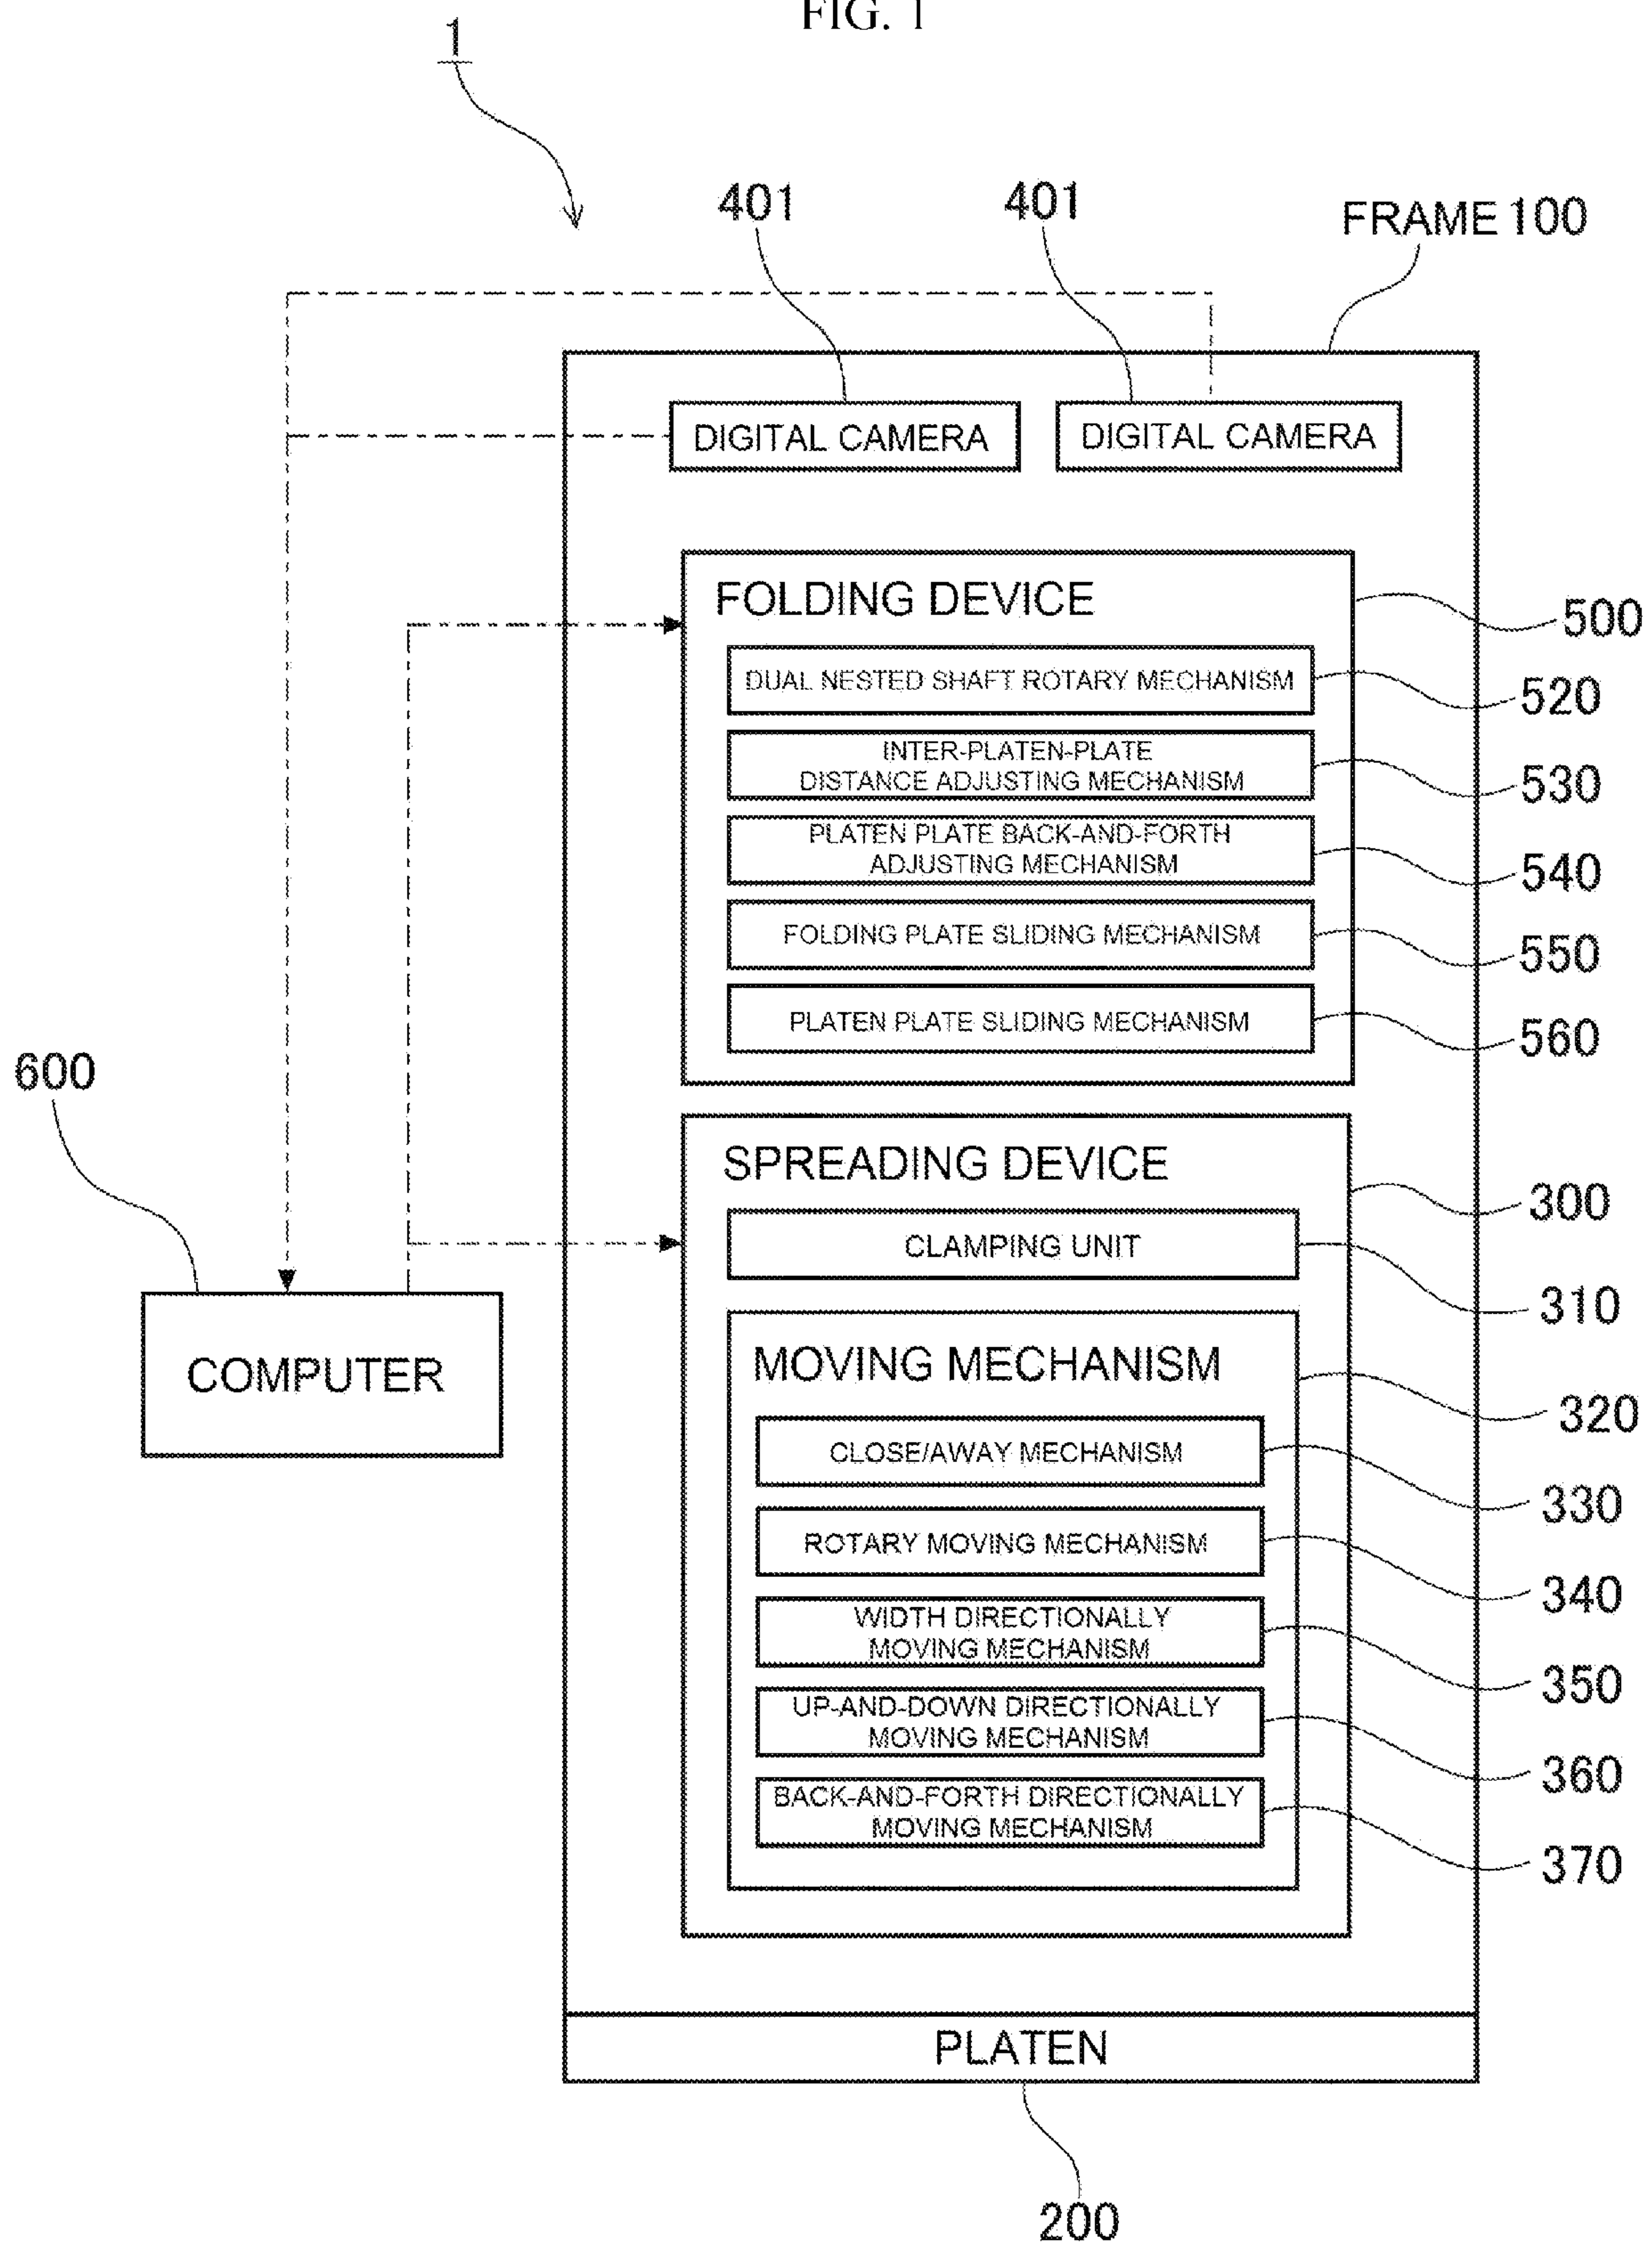 FIG. 1
1
401
401
FRAME 100
DIGITAL CAMERA
DIGITAL CAMERA
FOLDING DEVICE
500
DUAL NESTED SHAFT ROTARY MECHANISM
520
INTER-PLATEN-PLATE
DISTANCE ADJUSTING MECHANISM
530
PLATEN PLATE BACK-AND-FORTH
ADJUSTING MECHANISM
540
FOLDING PLATE SLIDING MECHANISM
550
PLATEN PLATE SLIDING MECHANISM
560
600
SPREADING DEVICE
300
CLAMPING UNIT
310
COMPUTER
MOVING MECHANISM
320
CLOSE/AWAY MECHANISM
330
ROTARY MOVING MECHANISM
340
WIDTH DIRECTIONALLY
MOVING MECHANISM
350
UP-AND-DOWN DIRECTIONALLY
MOVING MECHANISM
360
BACK-AND-FORTH DIRECTIONALLY
MOVING MECHANISM
370
PLATEN
200